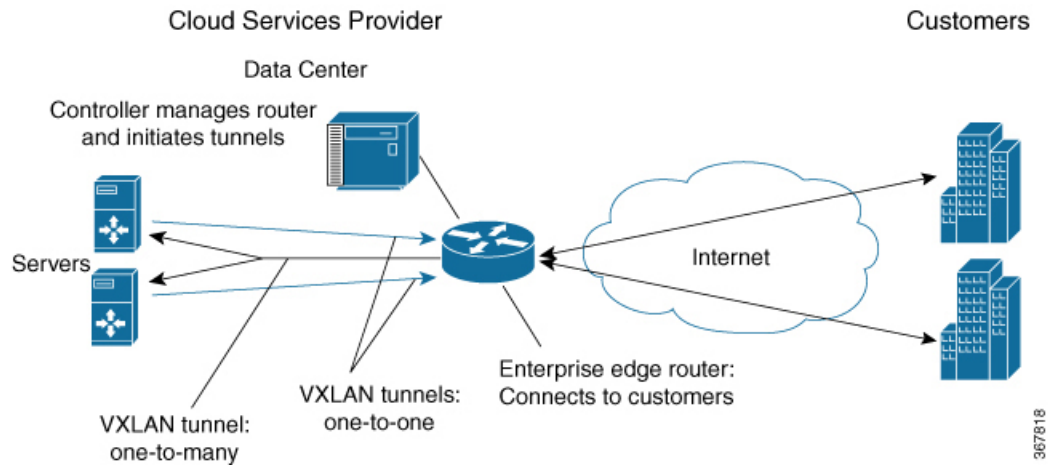 Cloud Services Provider
Customers
Data Center
Controller manages router
and initiates tunnels
Servers
Internet
Enterprise edge router:
Connects to customers
VXLAN tunnels:
one-to-one
VXLAN tunnel:
one-to-many
367818